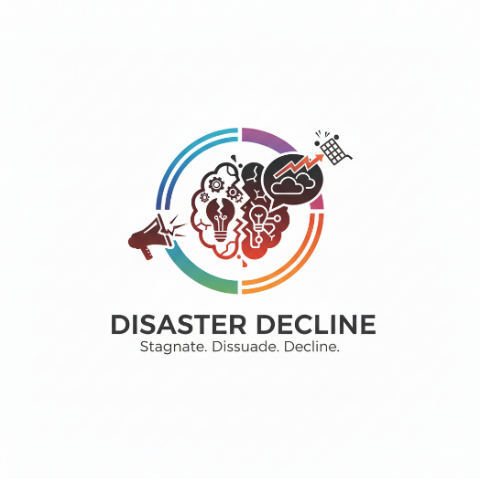 DISASTER DECLINE
Stagnate. Dissuade. Decline.